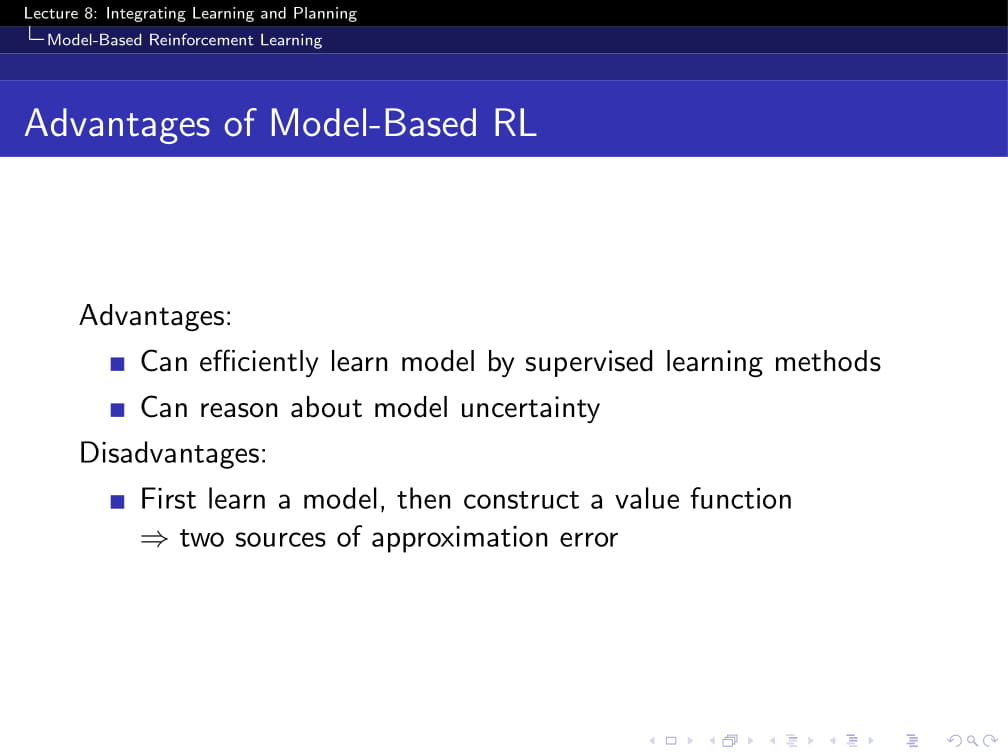 Lecture 8: Integrating Learning and Planning
Model-Based Reinforcement Learning
Advantages of Model-Based RL
Advantages:
Can efficiently learn model by supervised learning methods
Can reason about model uncertainty
Disadvantages:
First learn a model, then construct a value function
⇒ two sources of approximation error